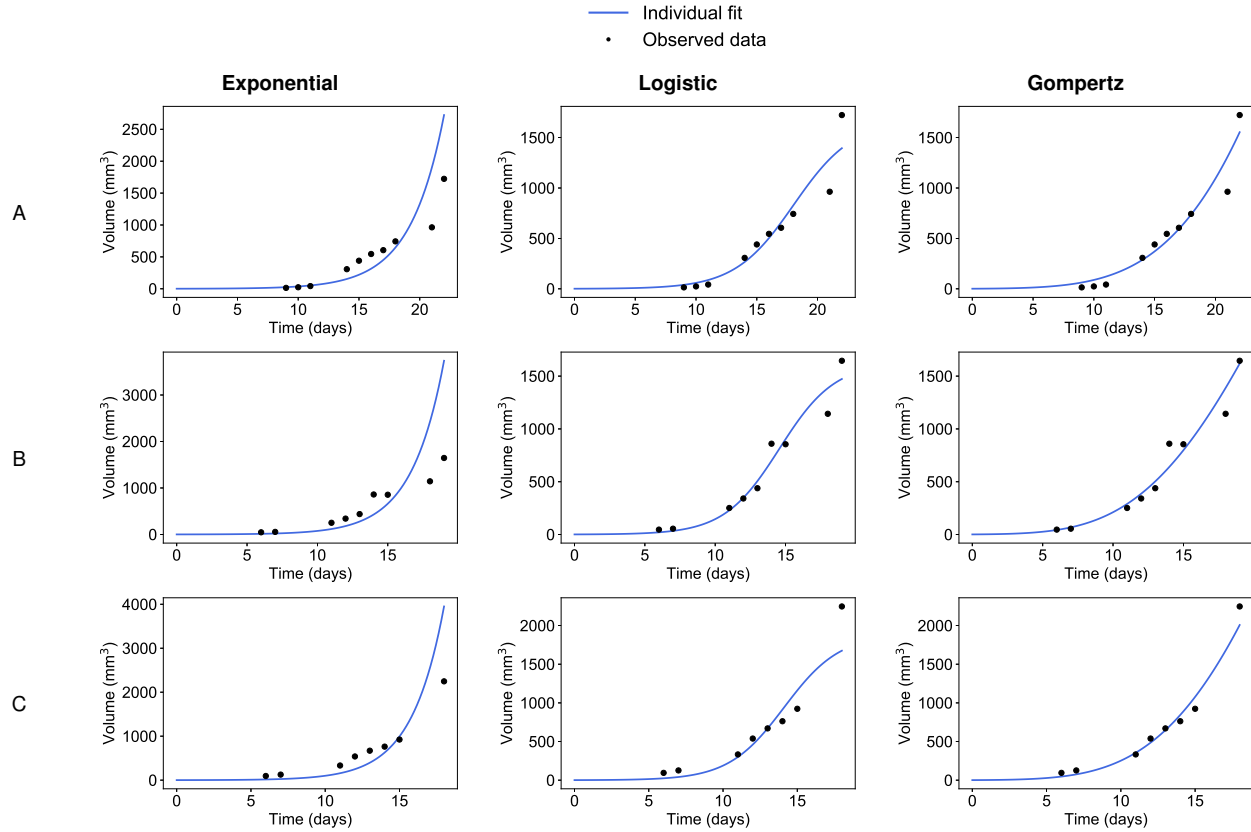 Individual fit
Observed data
Exponential
Logistic
Gompertz
A
Volume (mm³)
2500
2000
1500
1000
500
0
0 5 10 15 20
Time (days)
Volume (mm³)
1500
1000
500
0
0 5 10 15 20
Time (days)
Volume (mm³)
1500
1000
500
0
0 5 10 15 20
Time (days)
B
Volume (mm³)
3000
2000
1000
0
0 5 10 15
Time (days)
Volume (mm³)
1500
1000
500
0
0 5 10 15
Time (days)
Volume (mm³)
1500
1000
500
0
0 5 10 15
Time (days)
C
Volume (mm³)
4000
3000
2000
1000
0
0 5 10 15
Time (days)
Volume (mm³)
2000
1500
1000
500
0
0 5 10 15
Time (days)
Volume (mm³)
2000
1500
1000
500
0
0 5 10 15
Time (days)